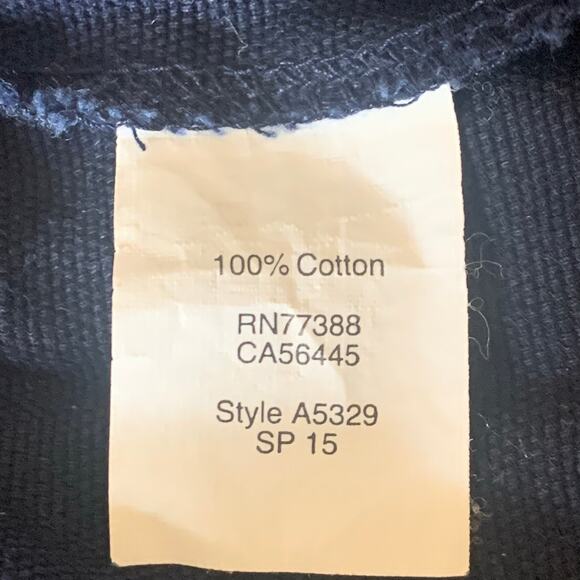 100% Cotton
RN77388
CA56445
Style A5329
SP 15